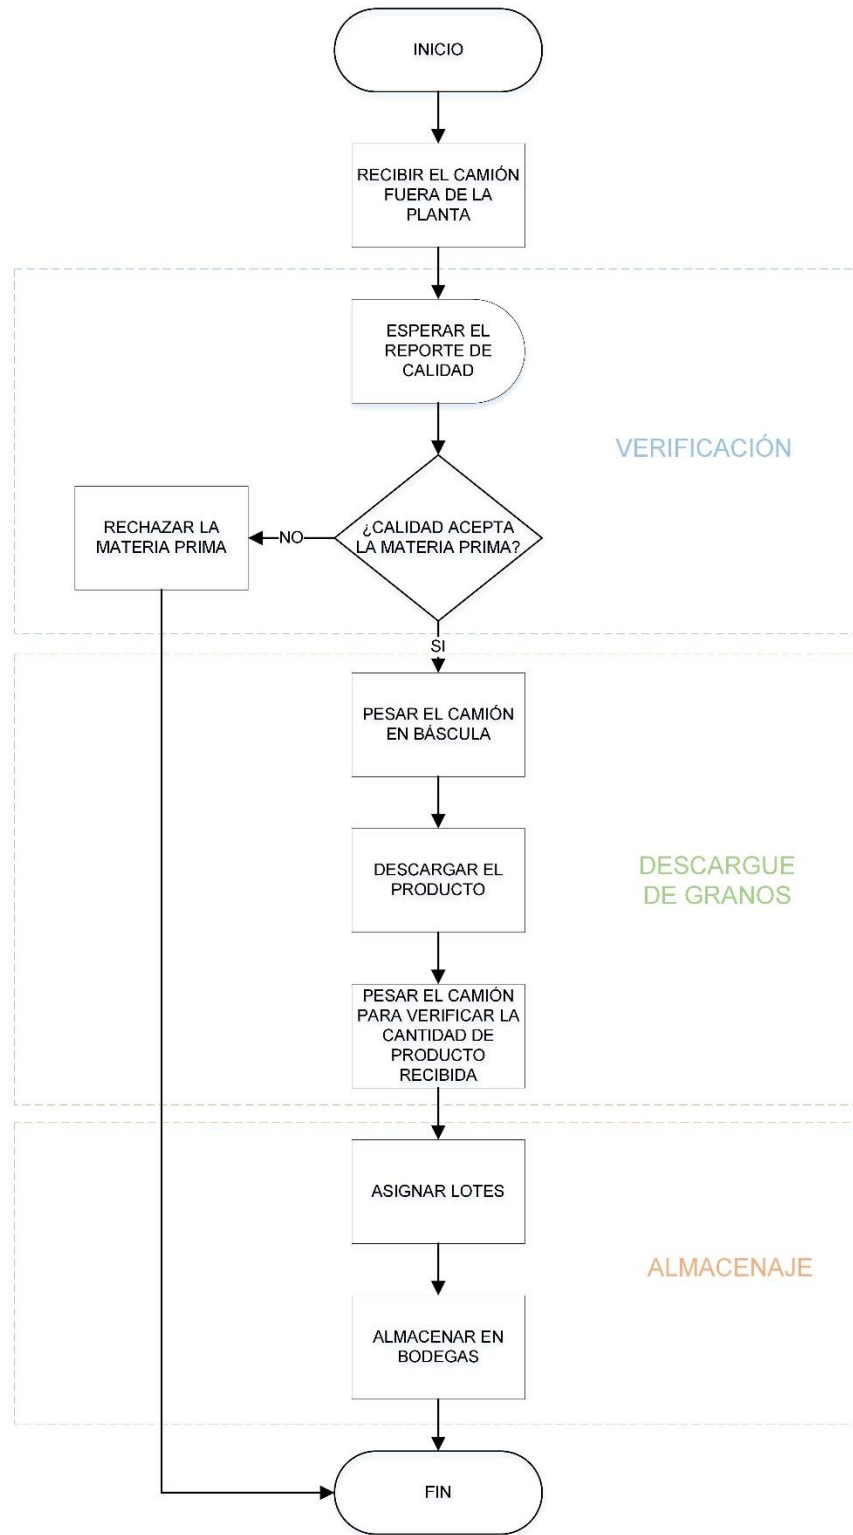 INICIO
RECIBIR EL CAMIÓN
FUERA DE LA
PLANTA
ESPERAR EL
REPORTE DE
CALIDAD
VERIFICACIÓN
RECHAZAR LA
MATERIA PRIMA
NO
¿CALIDAD ACEPTA
LA MATERIA PRIMA?
SI
PESAR EL CAMIÓN
EN BÁSCULA
DESCARGAR EL
PRODUCTO
DESCARGUE
DE GRANOS
PESAR EL CAMIÓN
PARA VERIFICAR LA
CANTIDAD DE
PRODUCTO
RECIBIDA
ASIGNAR LOTES
ALMACENAJE
ALMACENAR EN
BODEGAS
FIN